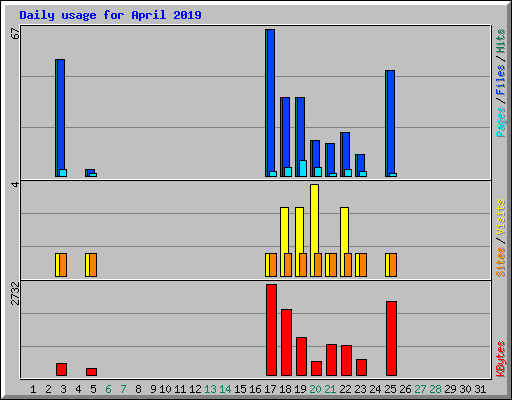 Daily usage for April 2019
67
Pages / Files / Hits
4
Sites / Visits
2732
KBytes
1 2 3 4 5 6 7 8 9 10 11 12 13 14 15 16 17 18 19 20 21 22 23 24 25 26 27 28 29 30 31